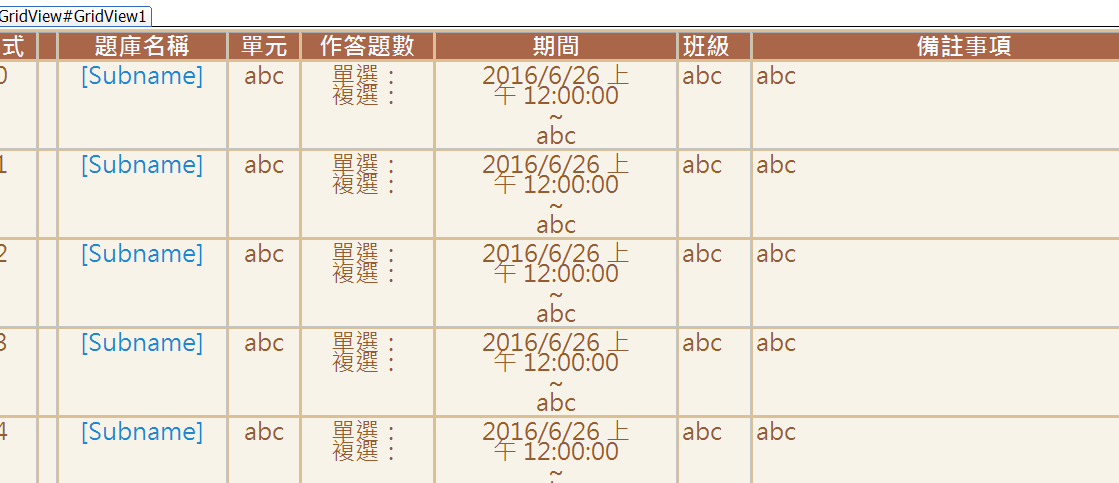 GridView#GridView1
式 題庫名稱 單元 作答題數 期間 班級 備註事項
0 [Subname] abc 單選： 2016/6/26 上 abc abc
複選： 午 12:00:00
~
abc
1 [Subname] abc 單選： 2016/6/26 上 abc abc
複選： 午 12:00:00
~
abc
2 [Subname] abc 單選： 2016/6/26 上 abc abc
複選： 午 12:00:00
~
abc
3 [Subname] abc 單選： 2016/6/26 上 abc abc
複選： 午 12:00:00
~
abc
4 [Subname] abc 單選： 2016/6/26 上 abc abc
複選： 午 12:00:00
~